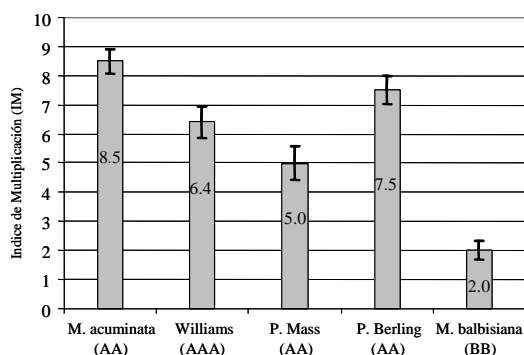 10
9
8
7
6
5
4
3
2
1
0
Indice de Multiplicación (IM)
8.5
6.4
5.0
7.5
2.0
M. acuminata
(AA)
Williams
(AAA)
P. Mass
(AA)
P. Berling
(AA)
M. balbisiana
(BB)